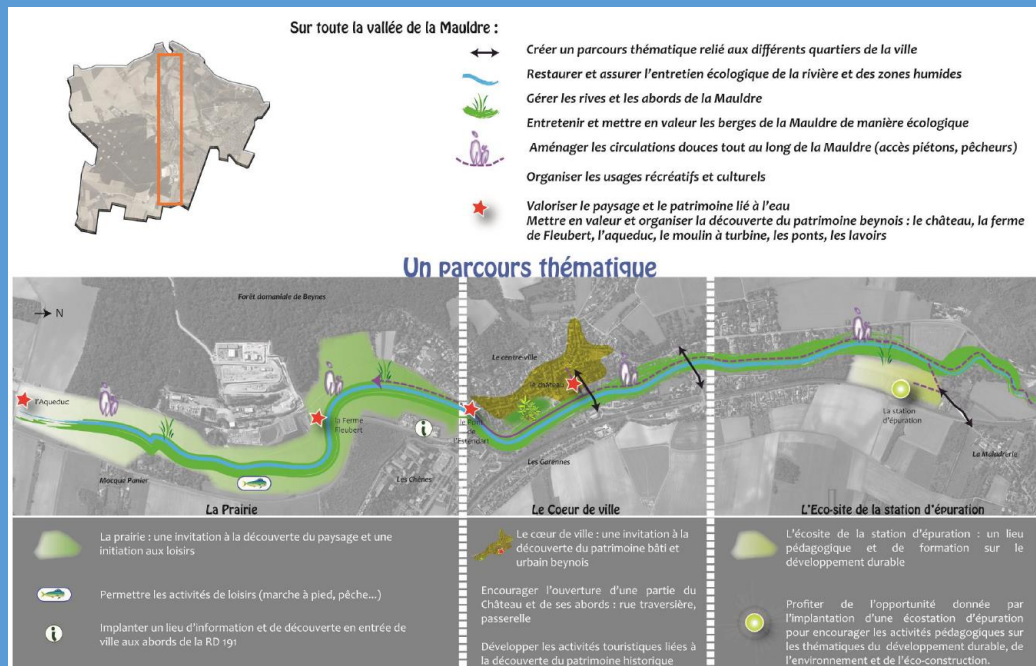 Sur toute la vallée de la Mauldre :
Créer un parcours thématique relié aux différents quartiers de la ville
Restaurer et assurer l'entretien écologique de la rivière et des zones humides
Gérer les rives et les abords de la Mauldre
Entretenir et mettre en valeur les berges de la Mauldre de manière écologique
Aménager les circulations douces tout au long de la Mauldre (accès piétons, pêcheurs)
Organiser les usages récréatifs et culturels
Valoriser le paysage et le patrimoine lié à l'eau
Mettre en valeur et organiser la découverte du patrimoine beynois : le château, la ferme
de Fleubert, l'aqueduc, le moulin à turbine, les ponts, les lavoirs
Un parcours thématique
N
Forêt domaniale de Beynes
l'Aqueduc
Mocque Panier
la Ferme
Fleubert
Les Chênes
La Prairie
Le centre ville
le château
le Pont
de
l'Estendart
Les Garennes
Le Coeur de ville
La station
d'épuration
La Maladrerie
L'Eco-site de la station d'épuration
La prairie : une invitation à la découverte du paysage et une
initiation aux loisirs
Permettre les activités de loisirs (marche à pied, pêche...)
i
Implanter un lieu d'information et de découverte en entrée de
ville aux abords de la RD 191
Le cœur de ville : une invitation à la
découverte du patrimoine bâti et
urbain beynois
Encourager l'ouverture d'une partie du
Château et de ses abords : rue traversière,
passerelle
Développer les activités touristiques liées à
la découverte du patrimoine historique
L'écosite de la station d'épuration : un lieu
pédagogique et de formation sur le
développement durable
Profiter de l'opportunité donnée par
l'implantation d'une écostation d'épuration
pour encourager les activités pédagogiques sur
les thématiques du développement durable, de
l'environnement et de l'éco-construction.